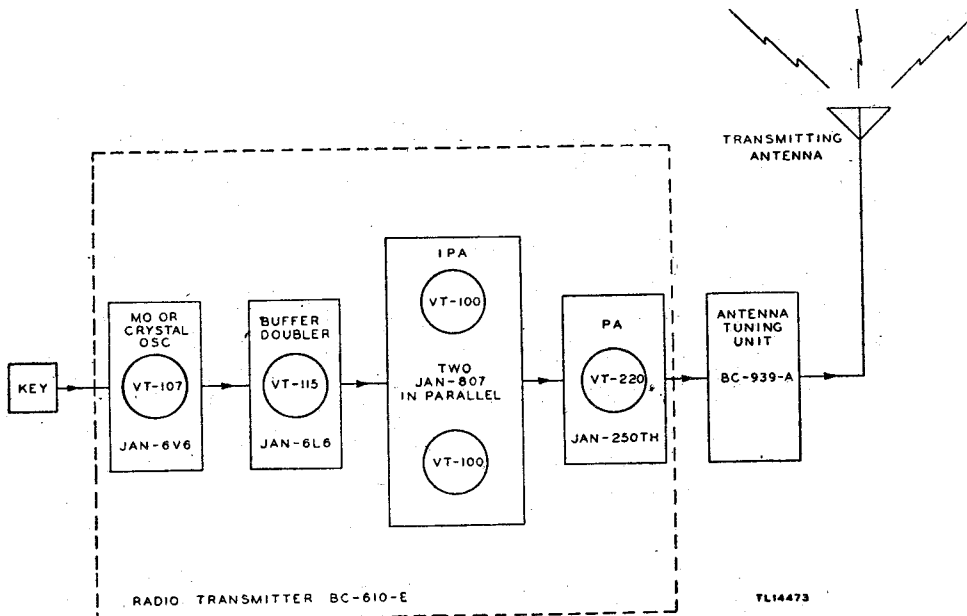 TRANSMITTING
ANTENNA
KEY
MO OR
CRYSTAL
OSC
VT-107
JAN-6V6
BUFFER
DOUBLER
VT-115
JAN-6L6
IPA
VT-100
TWO
JAN-807
IN PARALLEL
VT-100
PA
VT-220
JAN-250TH
ANTENNA
TUNING
UNIT
BC-939-A
RADIO TRANSMITTER BC-610-E
TL14473